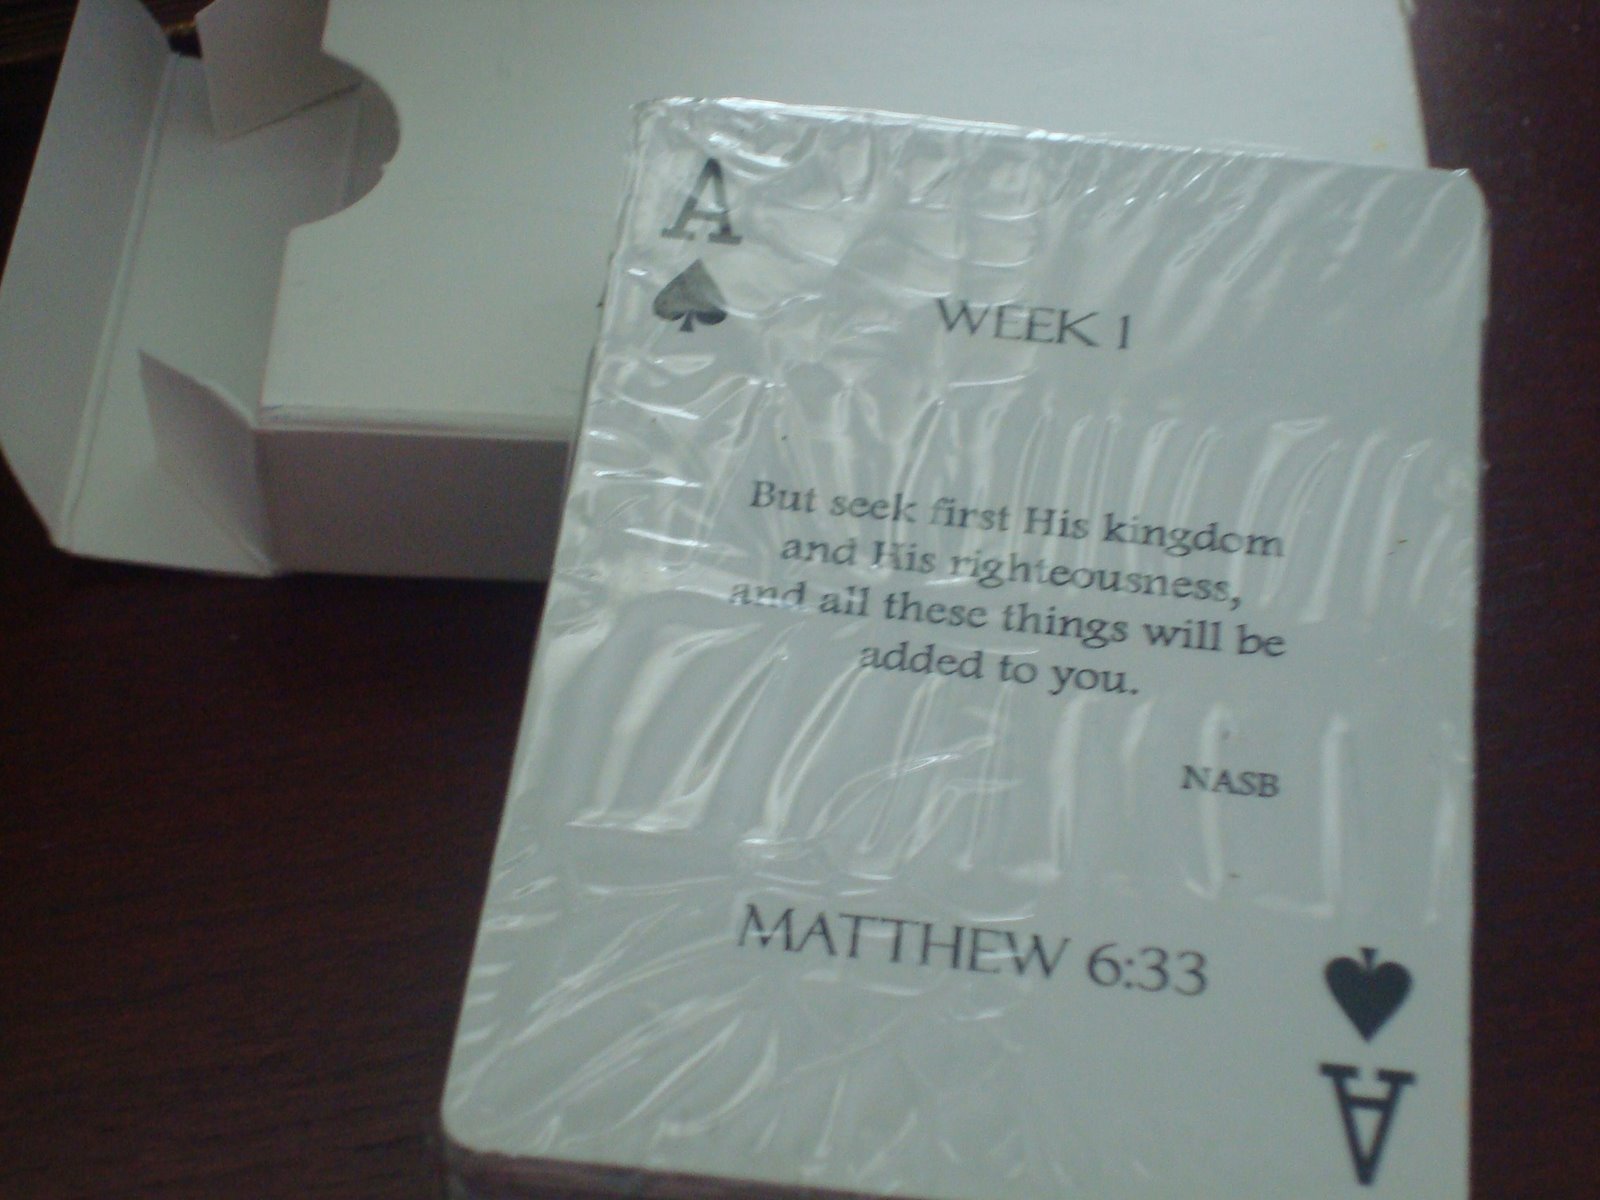 A
WEEK 1
But seek first His kingdom
and His righteousness,
and all these things will be
added to you.
NASB
MATTHEW 6:33
A